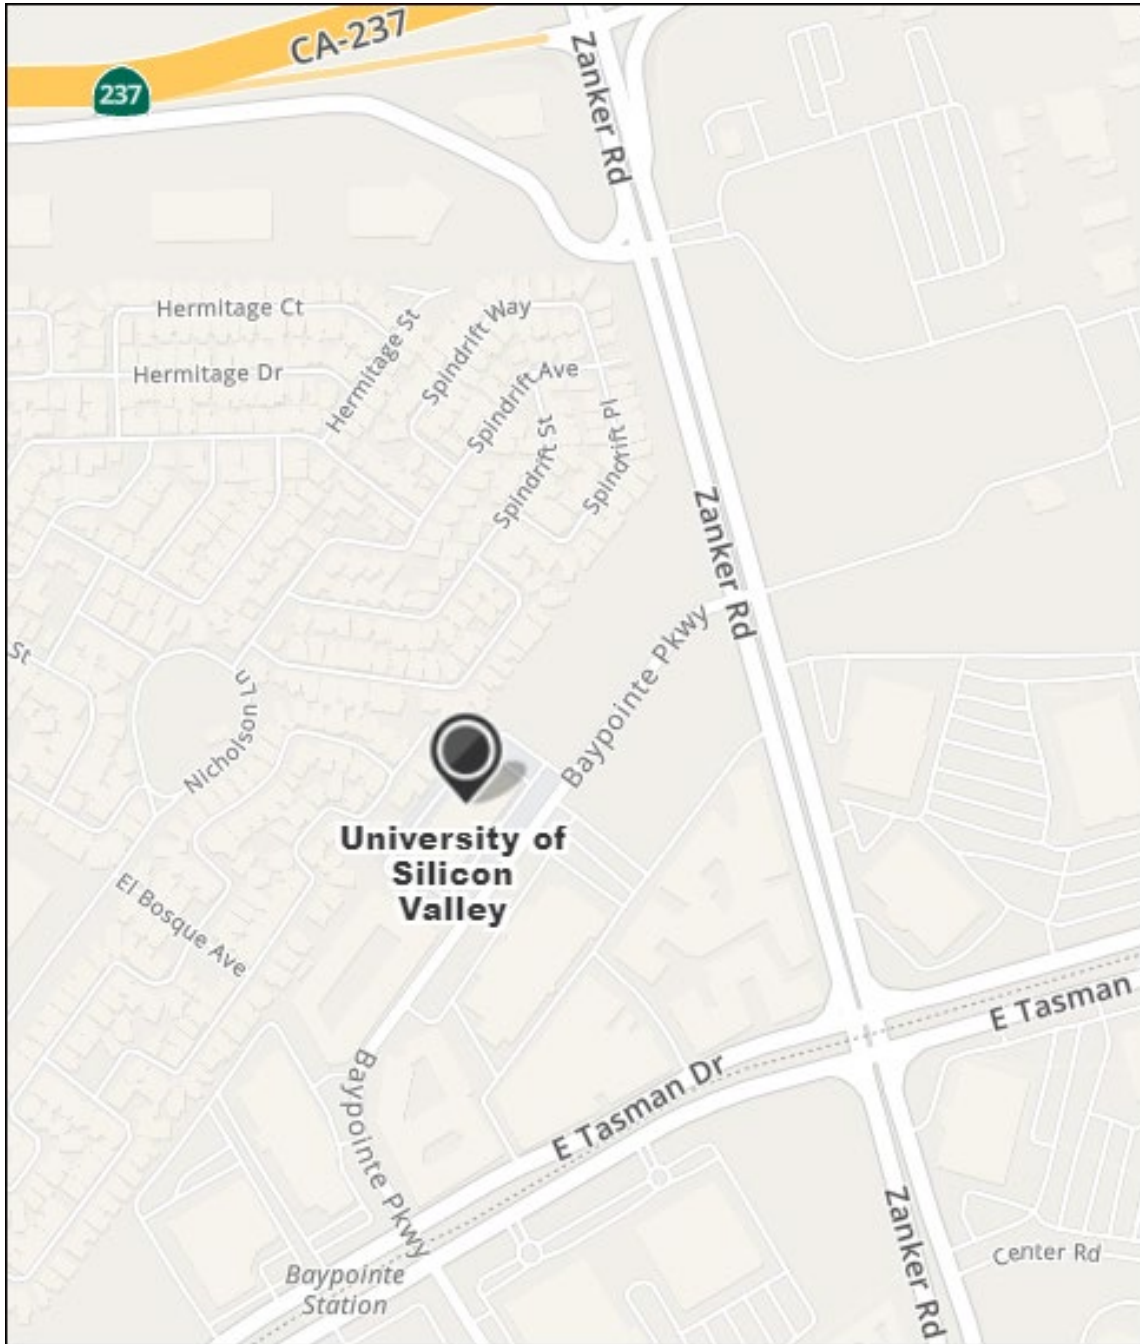 CA-237
237
Zanker Rd
Hermitage Ct
Hermitage St
Spindrift Way
Hermitage Dr
Spindrift Ave
Spindrift St
Spindrift Pl
Zanker Rd
St
Nicholson Ln
Baypointe Pkwy
University of
Silicon
Valley
El Bosque Ave
E Tasman
E Tasman Dr
Baypointe Pkwy
Zanker Rd
Center Rd
Baypointe
Station